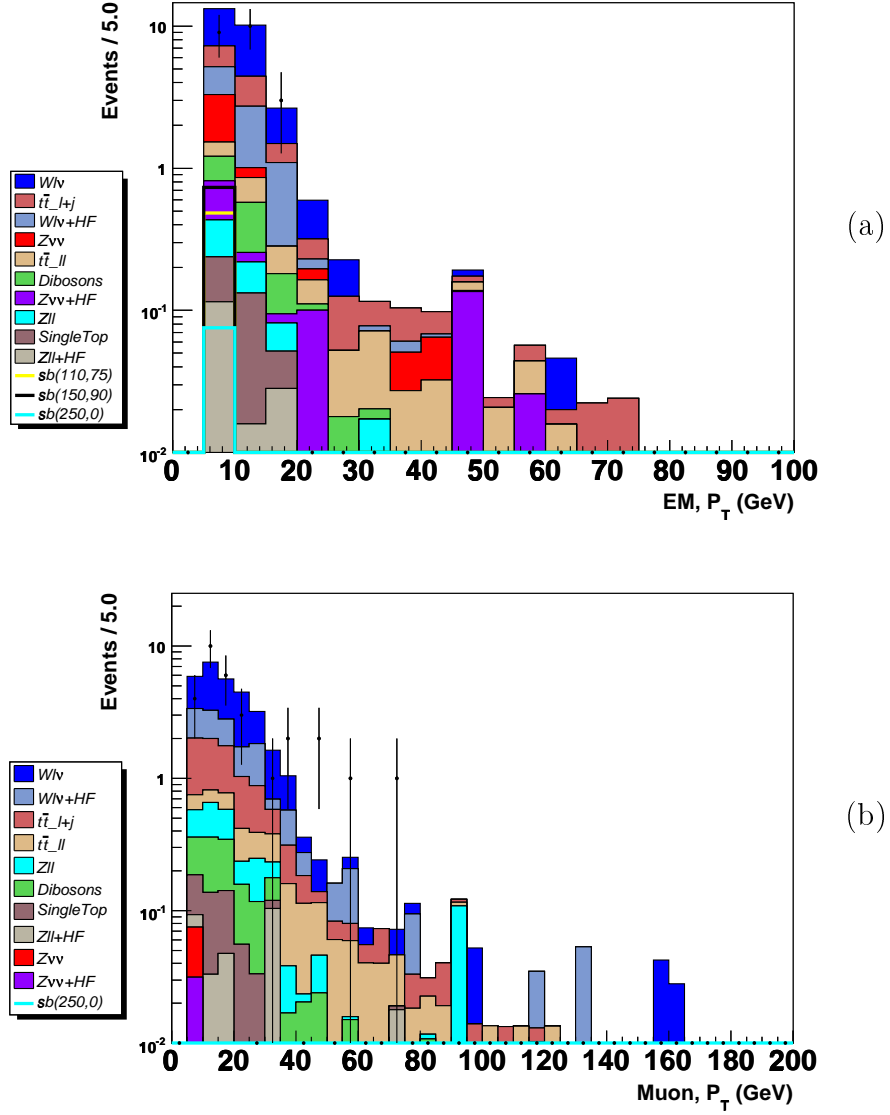 Events / 5.0
10
1
10⁻¹
10⁻²
Wlν
tt̄_l+j
Wlν+HF
Zνν
tt̄_ll
Dibosons
Zνν+HF
Zll
SingleTop
Zll+HF
sb(110,75)
sb(150,90)
sb(250,0)
0 10 20 30 40 50 60 70 80 90 100
EM, P_T (GeV)
(a)
Events / 5.0
10
1
10⁻¹
10⁻²
Wlν
Wlν+HF
tt̄_l+j
tt̄_ll
Zll
Dibosons
SingleTop
Zll+HF
Zνν
Zνν+HF
sb(250,0)
0 20 40 60 80 100 120 140 160 180 200
Muon, P_T (GeV)
(b)